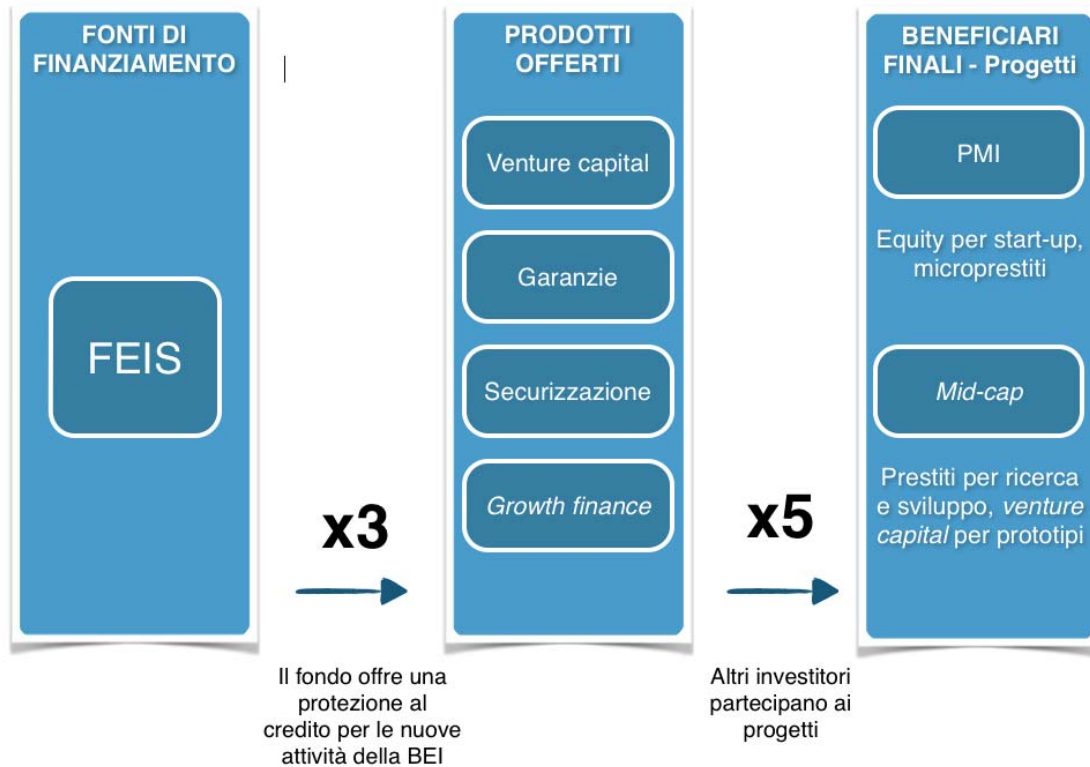 FONTI DI
FINANZIAMENTO
FEIS
x3
Il fondo offre una
protezione al
credito per le nuove
attività della BEI
PRODOTTI
OFFERTI
Venture capital
Garanzie
Securizzazione
Growth finance
x5
Altri investitori
partecipano ai
progetti
BENEFICIARI
FINALI - Progetti
PMI
Equity per start-up,
microprestiti
Mid-cap
Prestiti per ricerca
e sviluppo, venture
capital per prototipi